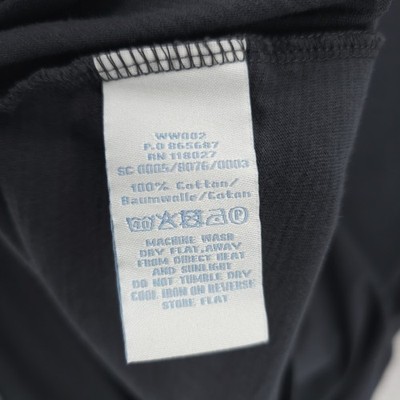 WW002
P.O 865687
RN 118027
SC 0005/8076/0003
100% Cotton/
Baumwolle/Cotan
MACHINE WASH
DRY FLAT,AWAY
FROM DIRECT HEAT
AND SUNLIGHT
DO NOT TUMBLE DRY
COOL IRON ON REVERSE
STORE FLAT